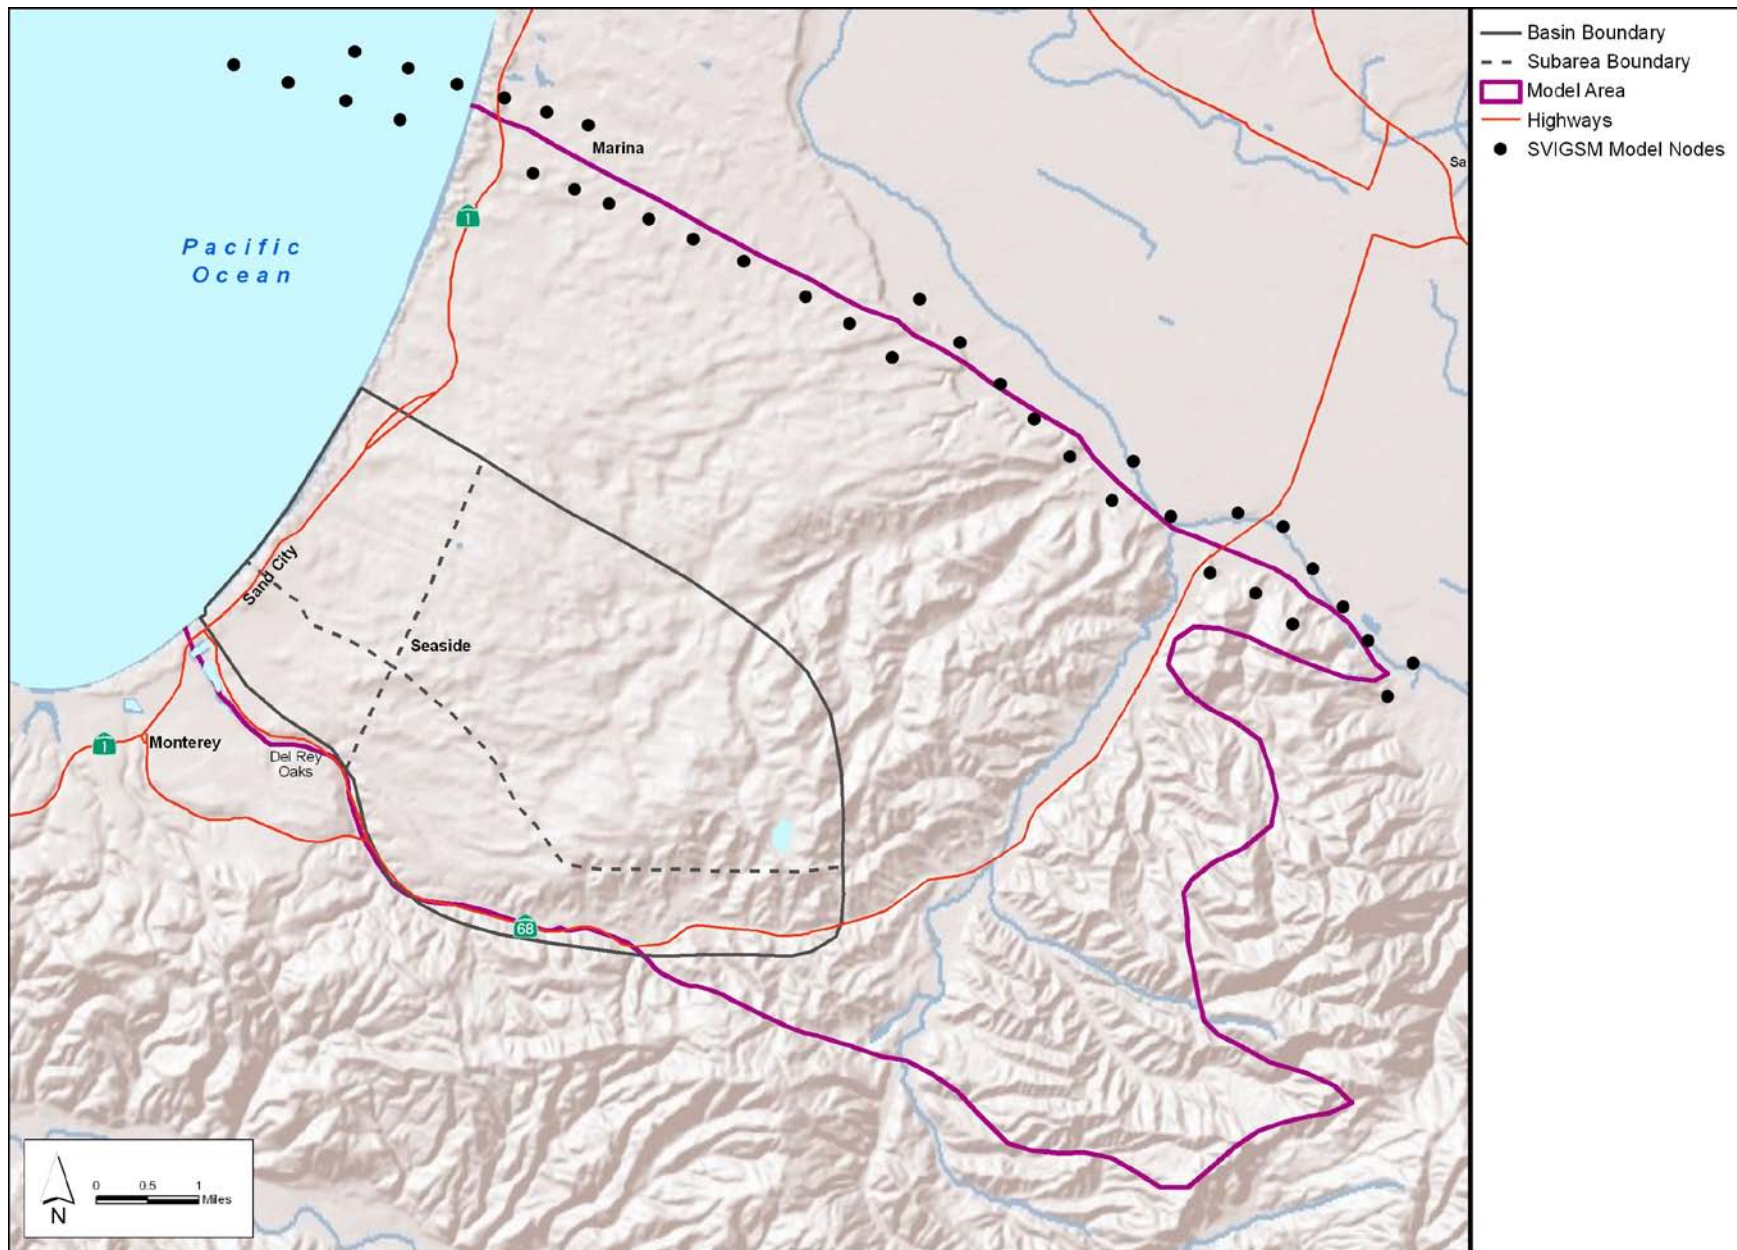 Basin Boundary
Subarea Boundary
Model Area
Highways
SVIGSM Model Nodes
Marina
Sa
1
Pacific
Ocean
Sand City
Seaside
1
Monterey
Del Rey
Oaks
68
N
0 0.5 1
Miles